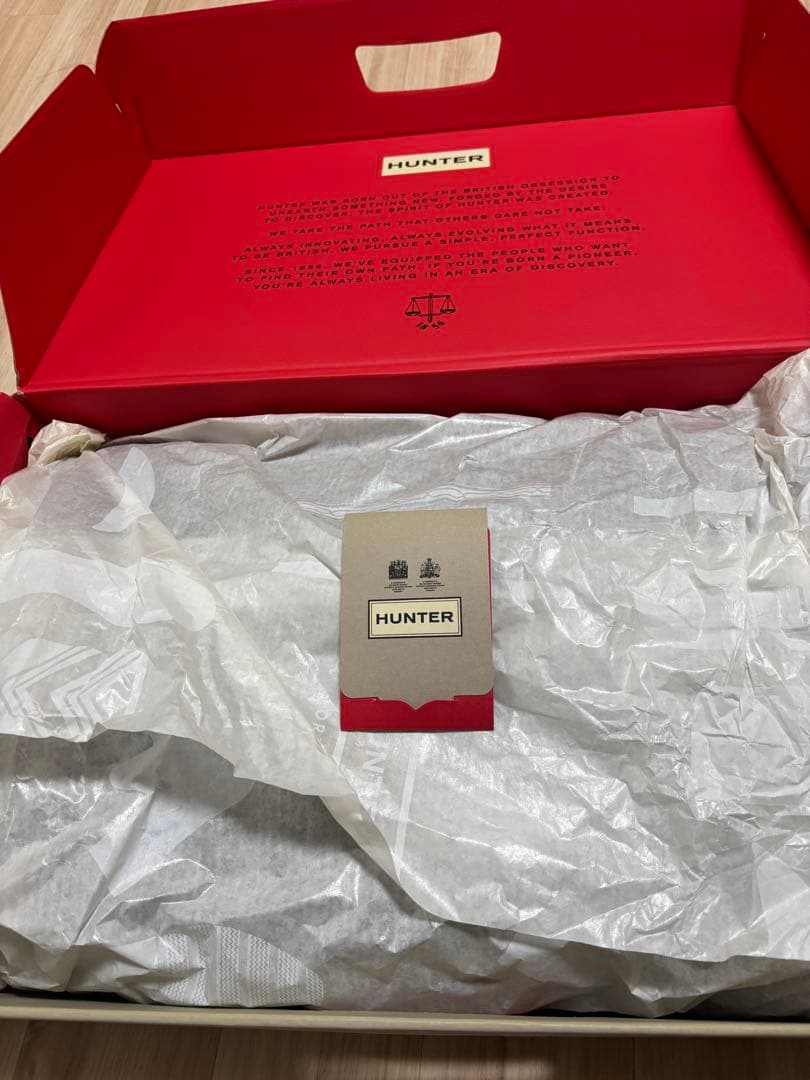 HUNTER
HUNTER WAS BORN OUT OF THE BRITISH OBSESSION TO
UNEARTH SOMETHING NEW. FORGED BY THE DESIRE
TO DISCOVER, THE SPIRIT OF HUNTER WAS CREATED.
WE TAKE THE PATH THAT OTHERS DARE NOT TAKE.
ALWAYS INNOVATING, ALWAYS EVOLVING WHAT IT MEANS
TO BE BRITISH, WE PURSUE A SIMPLE, PERFECT FUNCTION.
SINCE 1856, WE'VE EQUIPPED THE PEOPLE WHO WANT
TO FIND THEIR OWN PATH. IF YOU'RE BORN A PIONEER,
YOU'RE ALWAYS LIVING IN AN ERA OF DISCOVERY.
1856
HUNTER